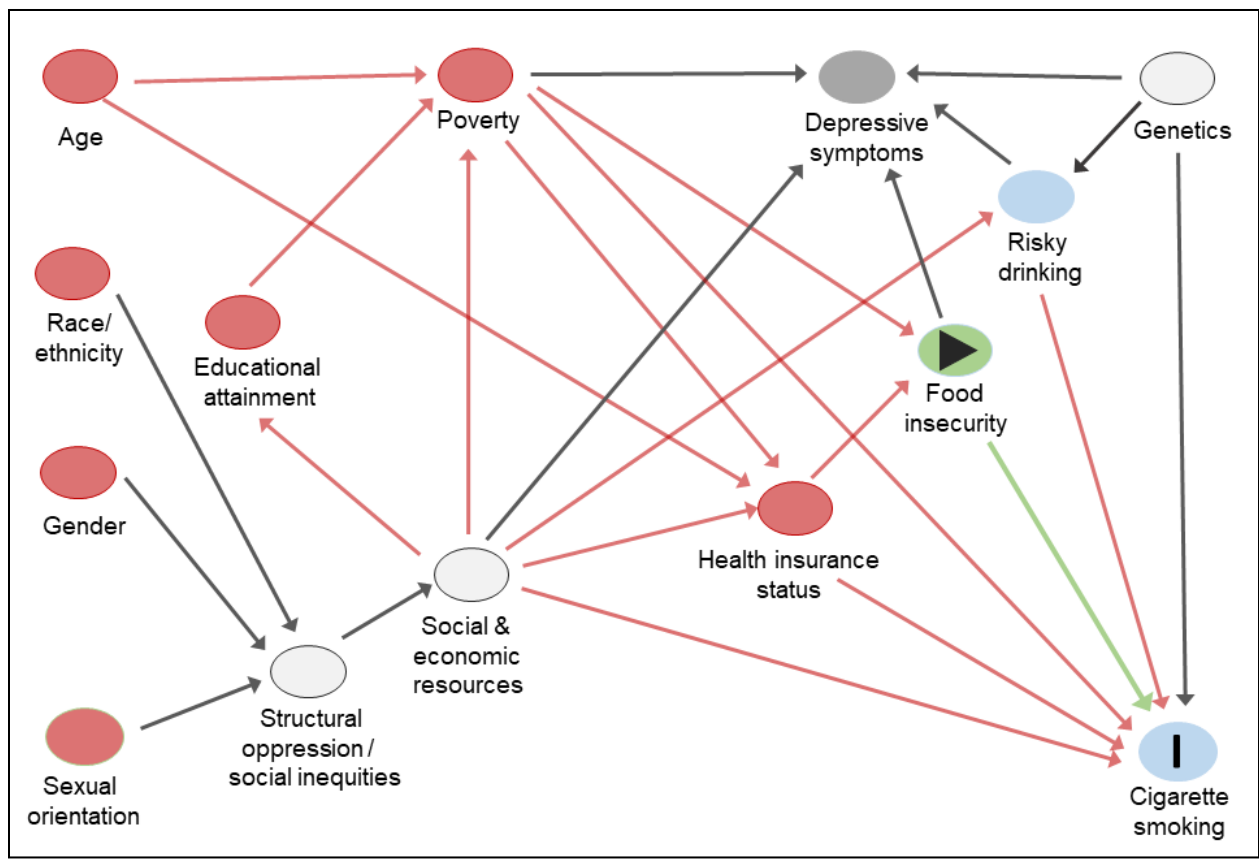 Age
Poverty
Depressive
symptoms
Genetics
Race/
ethnicity
Educational
attainment
Risky
drinking
Food
insecurity
Gender
Health insurance
status
Social &
economic
resources
Structural
oppression /
social inequities
Sexual
orientation
I
Cigarette
smoking